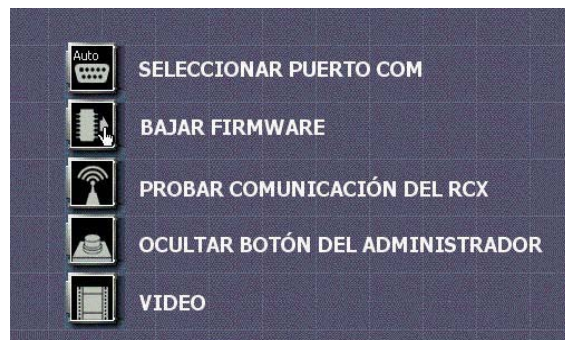 Auto
SELECCIONAR PUERTO COM
BAJAR FIRMWARE
PROBAR COMUNICACIÓN DEL RCX
OCULTAR BOTÓN DEL ADMINISTRADOR
VIDEO